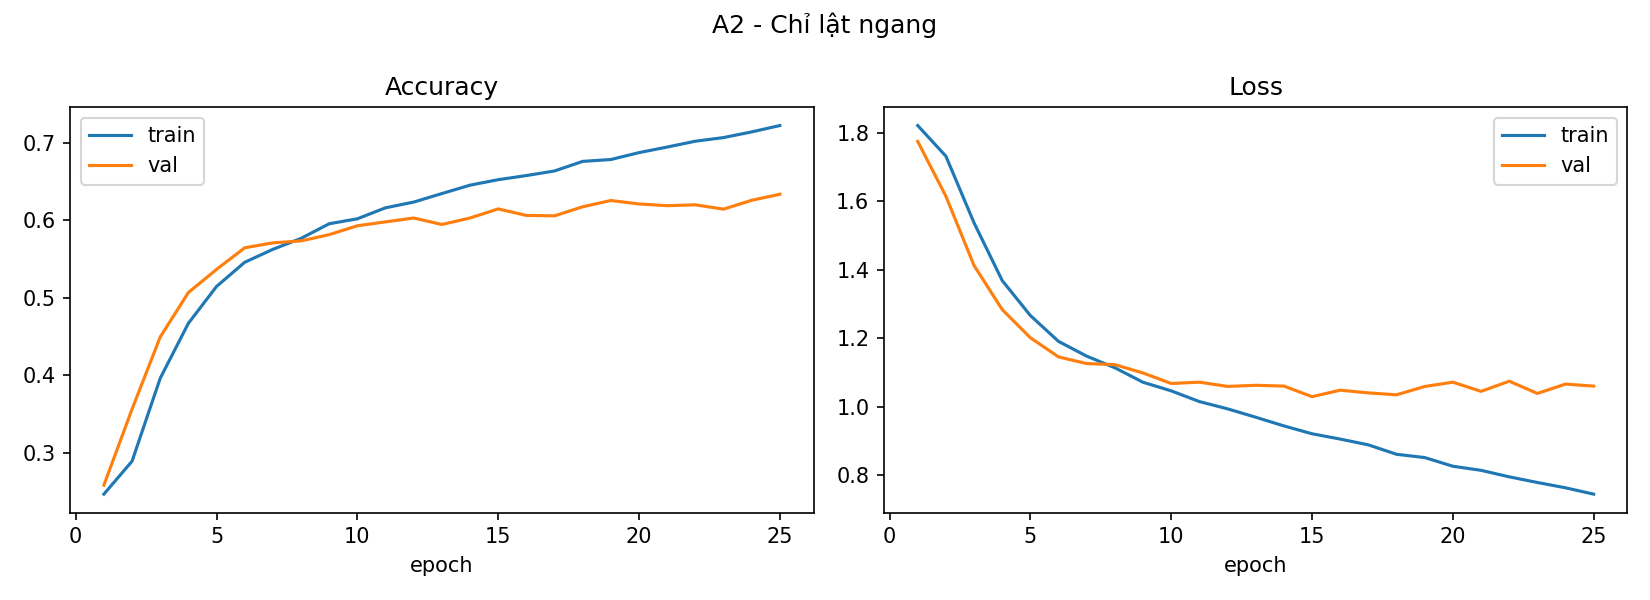 A2 - Chỉ lật ngang
Accuracy
train
val
0.7
0.6
0.5
0.4
0.3
0 5 10 15 20 25
epoch
Loss
train
val
1.8
1.6
1.4
1.2
1.0
0.8
0 5 10 15 20 25
epoch